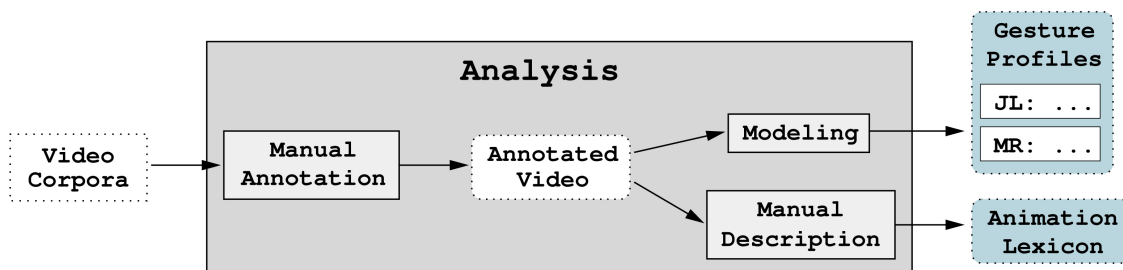 Analysis
Video
Corpora
Manual
Annotation
Annotated
Video
Modeling
Manual
Description
Gesture
Profiles
JL: ...
MR: ...
Animation
Lexicon